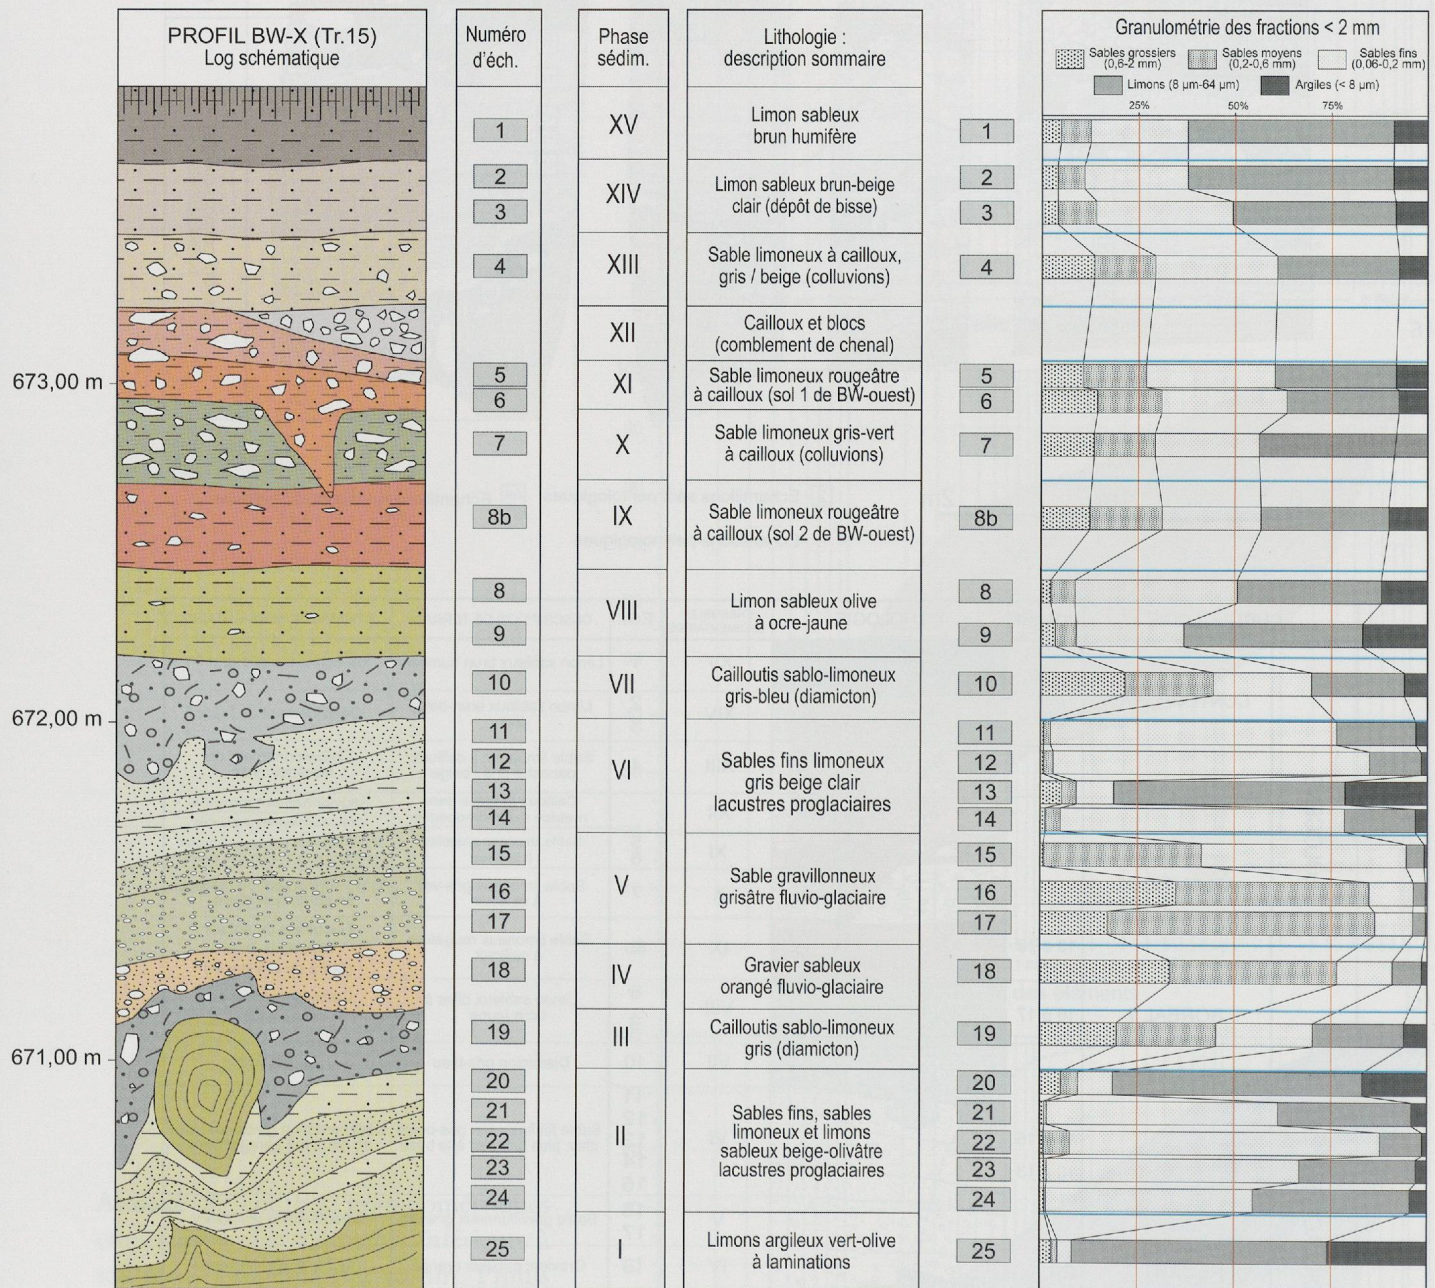 PROFIL BW-X (Tr.15)
Log schématique
Numéro
d'éch.
Phase
sédim.
Lithologie :
description sommaire
Granulométrie des fractions < 2 mm
Sables grossiers
(0,6-2 mm)
Sables moyens
(0,2-0,6 mm)
Sables fins
(0,06-0,2 mm)
Limons (8 µm-64 µm)
Argiles (< 8 µm)
25%
50%
75%
1
XV
Limon sableux
brun humifère
1
2
3
XIV
Limon sableux brun-beige
clair (dépôt de bisse)
2
3
4
XIII
Sable limoneux à cailloux,
gris / beige (colluvions)
4
XII
Cailloux et blocs
(comblement de chenal)
673,00 m
5
6
XI
Sable limoneux rougeâtre
à cailloux (sol 1 de BW-ouest)
5
6
7
X
Sable limoneux gris-vert
à cailloux (colluvions)
7
8b
IX
Sable limoneux rougeâtre
à cailloux (sol 2 de BW-ouest)
8b
8
9
VIII
Limon sableux olive
à ocre-jaune
8
9
10
VII
Cailloutis sablo-limoneux
gris-bleu (diamicton)
10
672,00 m
11
12
13
14
VI
Sables fins limoneux
gris beige clair
lacustres proglaciaires
11
12
13
14
15
16
17
V
Sable gravillonneux
grisâtre fluvio-glaciaire
15
16
17
18
IV
Gravier sableux
orangé fluvio-glaciaire
18
19
III
Cailloutis sablo-limoneux
gris (diamicton)
19
671,00 m
20
21
22
23
24
II
Sables fins, sables
limoneux et limons
sableux beige-olivâtre
lacustres proglaciaires
20
21
22
23
24
25
I
Limons argileux vert-olive
à laminations
25